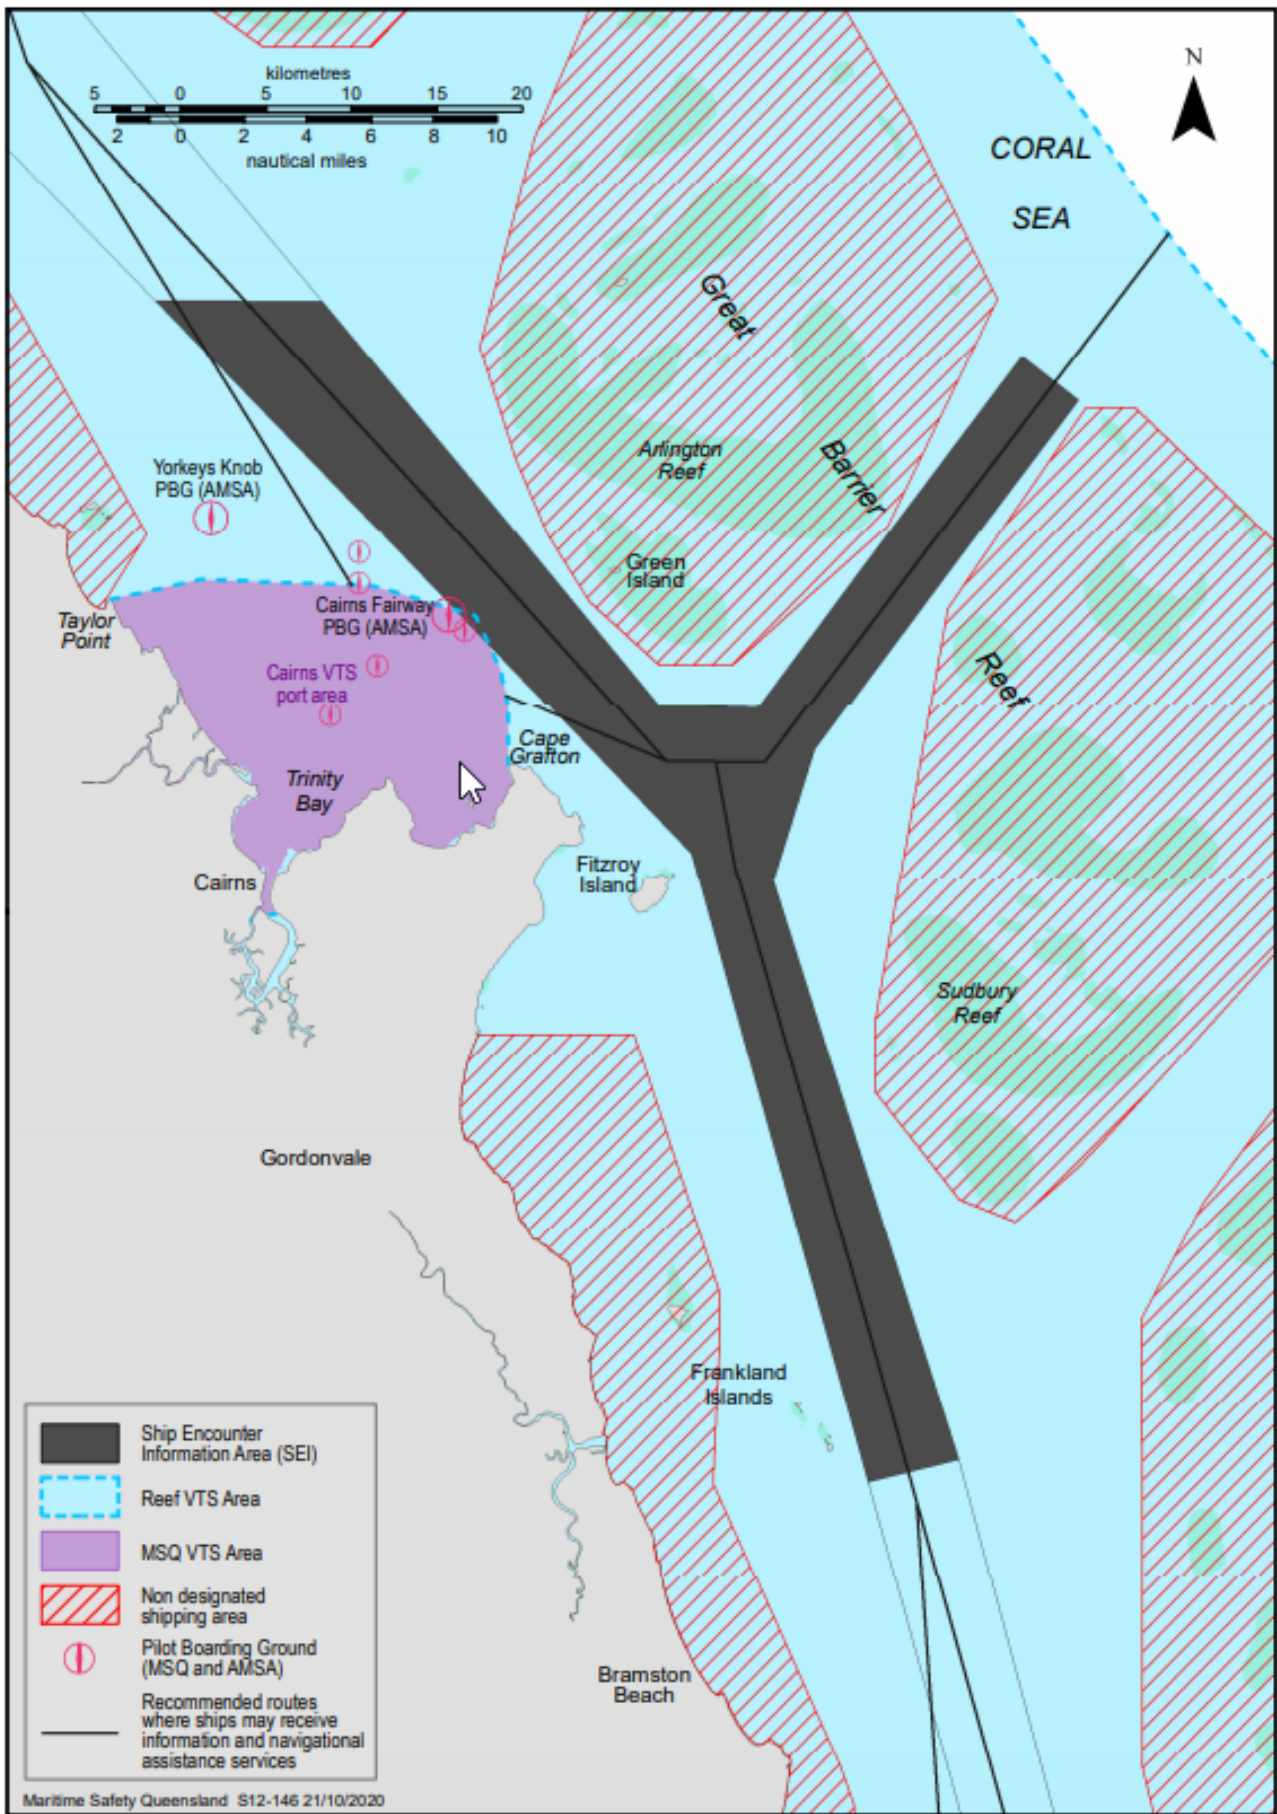 kilometres
5 0 5 10 15 20
2 0 2 4 6 8 10
nautical miles
N
CORAL
SEA
Great
Barrier
Reef
Arlington
Reef
Green
Island
Yorkeys Knob
PBG (AMSA)
Taylor
Point
Cairns Fairway
PBG (AMSA)
Cairns VTS
port area
Cape
Grafton
Trinity
Bay
Cairns
Fitzroy
Island
Sudbury
Reef
Gordonvale
Frankland
Islands
Bramston
Beach
Ship Encounter
Information Area (SEI)
Reef VTS Area
MSQ VTS Area
Non designated
shipping area
Pilot Boarding Ground
(MSQ and AMSA)
Recommended routes
where ships may receive
information and navigational
assistance services
Maritime Safety Queensland S12-146 21/10/2020